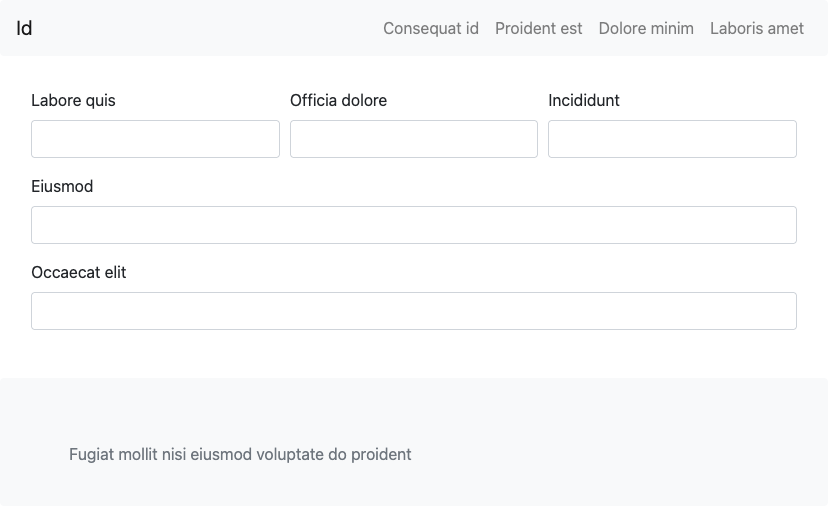 Id
Consequat id
Proident est
Dolore minim
Laboris amet
Labore quis
Officia dolore
Incididunt
Eiusmod
Occaecat elit
Fugiat mollit nisi eiusmod voluptate do proident